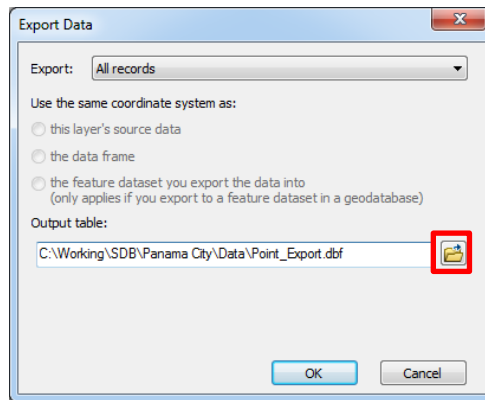 Export Data
Export: All records
Use the same coordinate system as:
this layer's source data
the data frame
the feature dataset you export the data into
(only applies if you export to a feature dataset in a geodatabase)
Output table:
C:\Working\SDB\Panama City\Data\Point_Export.dbf
OK Cancel